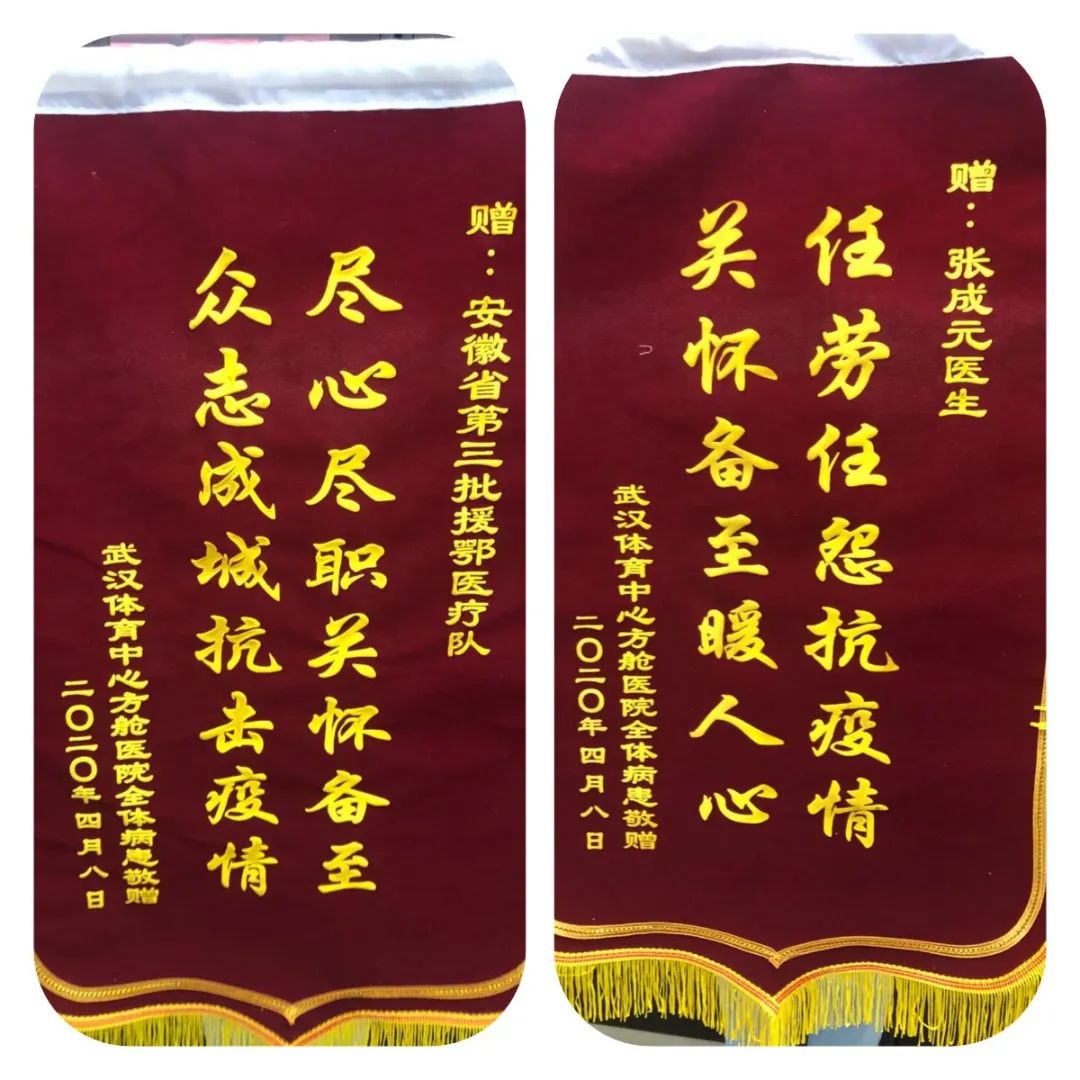 赠：安徽省第三批援鄂医疗队
尽心尽职关怀备至
众志成城抗击疫情
武汉体育中心方舱医院全体病患敬赠
二〇二〇年四月八日
赠：张成元医生
任劳任怨抗疫情
关怀备至暖人心
武汉体育中心方舱医院全体病患敬赠
二〇二〇年四月八日